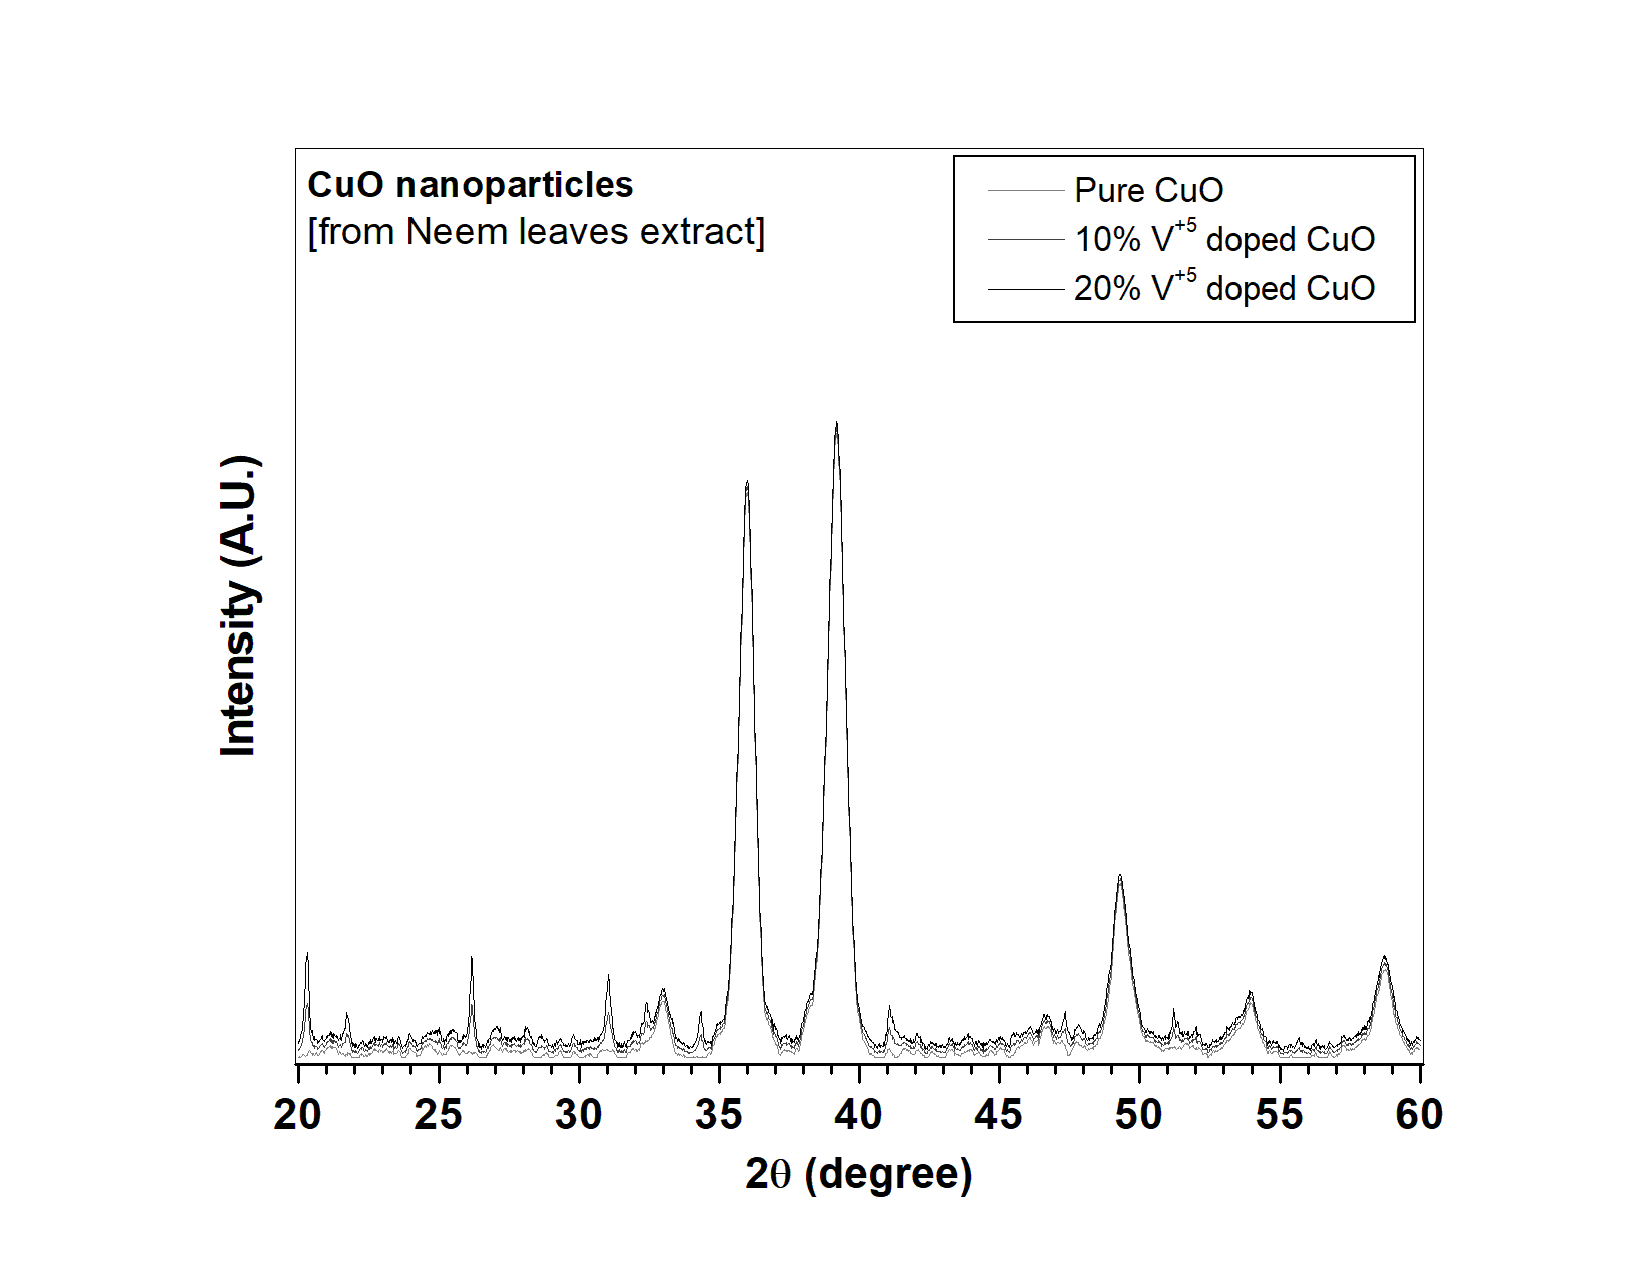 CuO nanoparticles
[from Neem leaves extract]
Pure CuO
10% V+5 doped CuO
20% V+5 doped CuO
Intensity (A.U.)
20 25 30 35 40 45 50 55 60
2θ (degree)